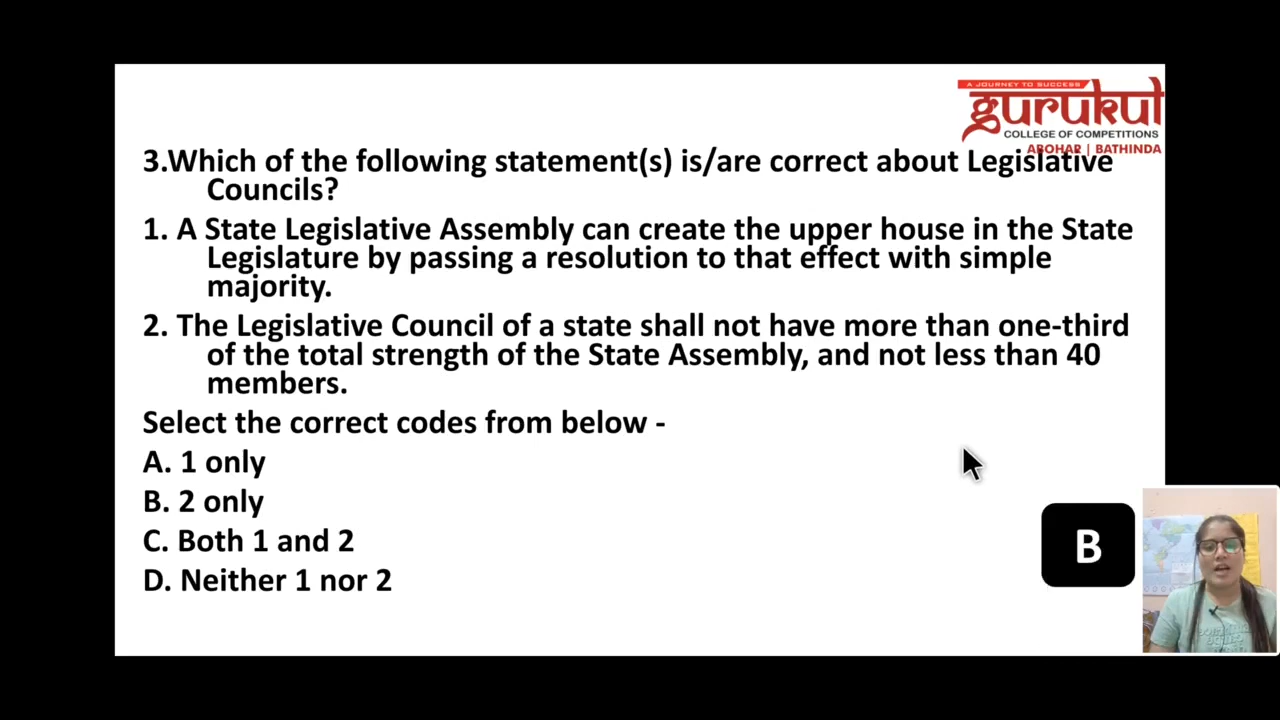 A JOURNEY TO SUCCESS
gurukul
COLLEGE OF COMPETITIONS
ABOHAR | BATHINDA
3.Which of the following statement(s) is/are correct about Legislative
Councils?
1. A State Legislative Assembly can create the upper house in the State
Legislature by passing a resolution to that effect with simple
majority.
2. The Legislative Council of a state shall not have more than one-third
of the total strength of the State Assembly, and not less than 40
members.
Select the correct codes from below -
A. 1 only
B. 2 only
C. Both 1 and 2
D. Neither 1 nor 2
B